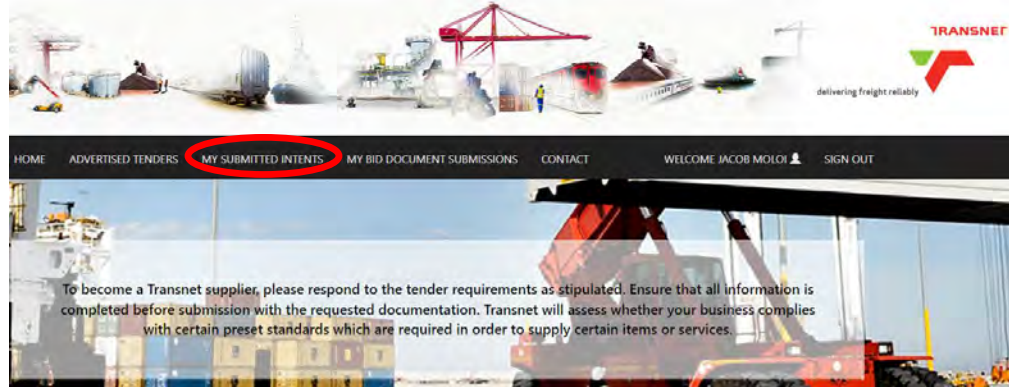 TRANSNET
delivering freight reliably
HOME ADVERTISED TENDERS MY SUBMITTED INTENTS MY BID DOCUMENT SUBMISSIONS CONTACT WELCOME JACOB MOLOI SIGN OUT
To become a Transnet supplier, please respond to the tender requirements as stipulated. Ensure that all information is
completed before submission with the requested documentation. Transnet will assess whether your business complies
with certain preset standards which are required in order to supply certain items or services.